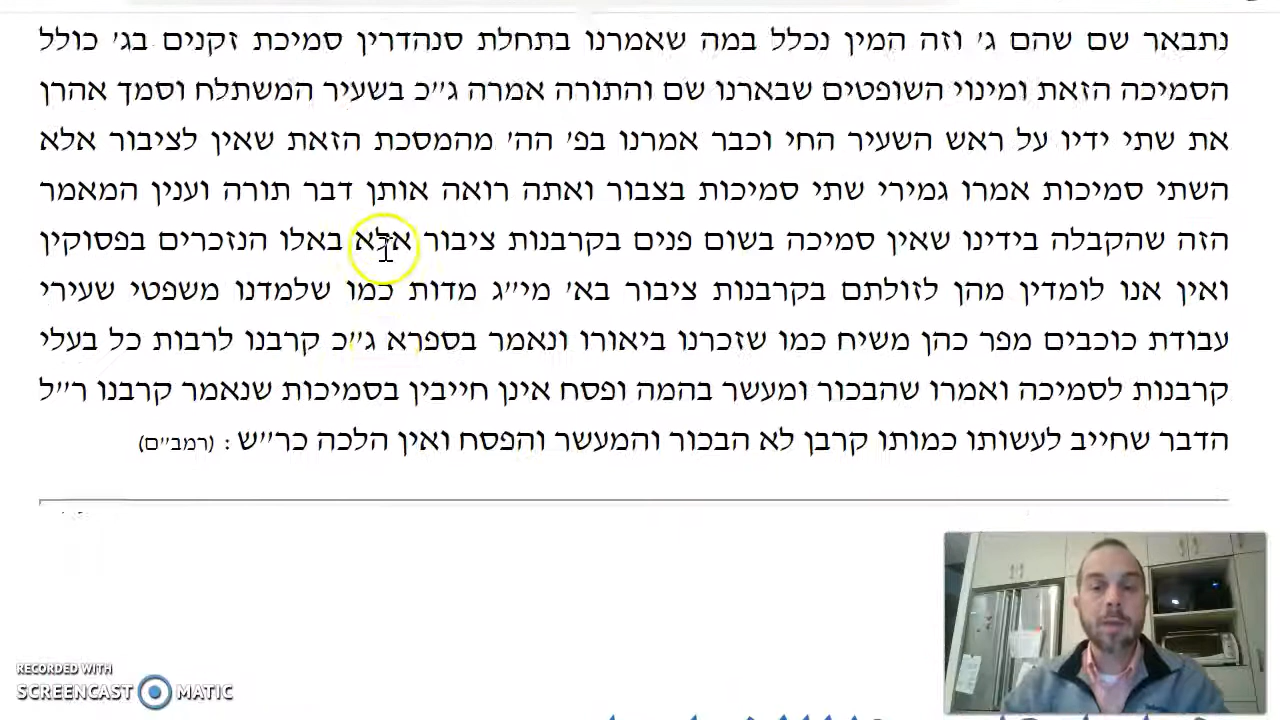 נתבאר שם שהם ג׳ וזה המין נכלל במה שאמרנו בתחלת סנהדרין סמיכת זקנים בג׳ כולל
הסמיכה הזאת ומינוי השופטים שבארנו שם והתורה אמרה ג״כ בשעיר המשתלח וסמך אהרן
את שתי ידיו על ראש השעיר החי וכבר אמרנו בפ׳ הה׳ מהמסכת הזאת שאין לציבור אלא
השתי סמיכות אמרו גמירי שתי סמיכות בצבור ואתה רואה אותן דבר תורה וענין המאמר
הזה שהקבלה בידינו שאין סמיכה בשום פנים בקרבנות ציבור אלא באלו הנזכרים בפסוקין
ואין אנו לומדין מהן לזולתם בקרבנות ציבור בא׳ מי״ג מדות כמו שלמדנו משפטי שעירי
עבודת כוכבים מפר כהן משיח כמו שזכרנו ביאורו ונאמר בספרא ג״כ קרבנו לרבות כל בעלי
קרבנות לסמיכה ואמרו שהבכור ומעשר בהמה ופסח אינן חייבין בסמיכות שנאמר קרבנו ר״ל
הדבר שחייב לעשותו כמותו קרבן לא הבכור והמעשר והפסח ואין הלכה כר״ש : (רמב״ם)
RECORDED WITH
SCREENCAST MATIC